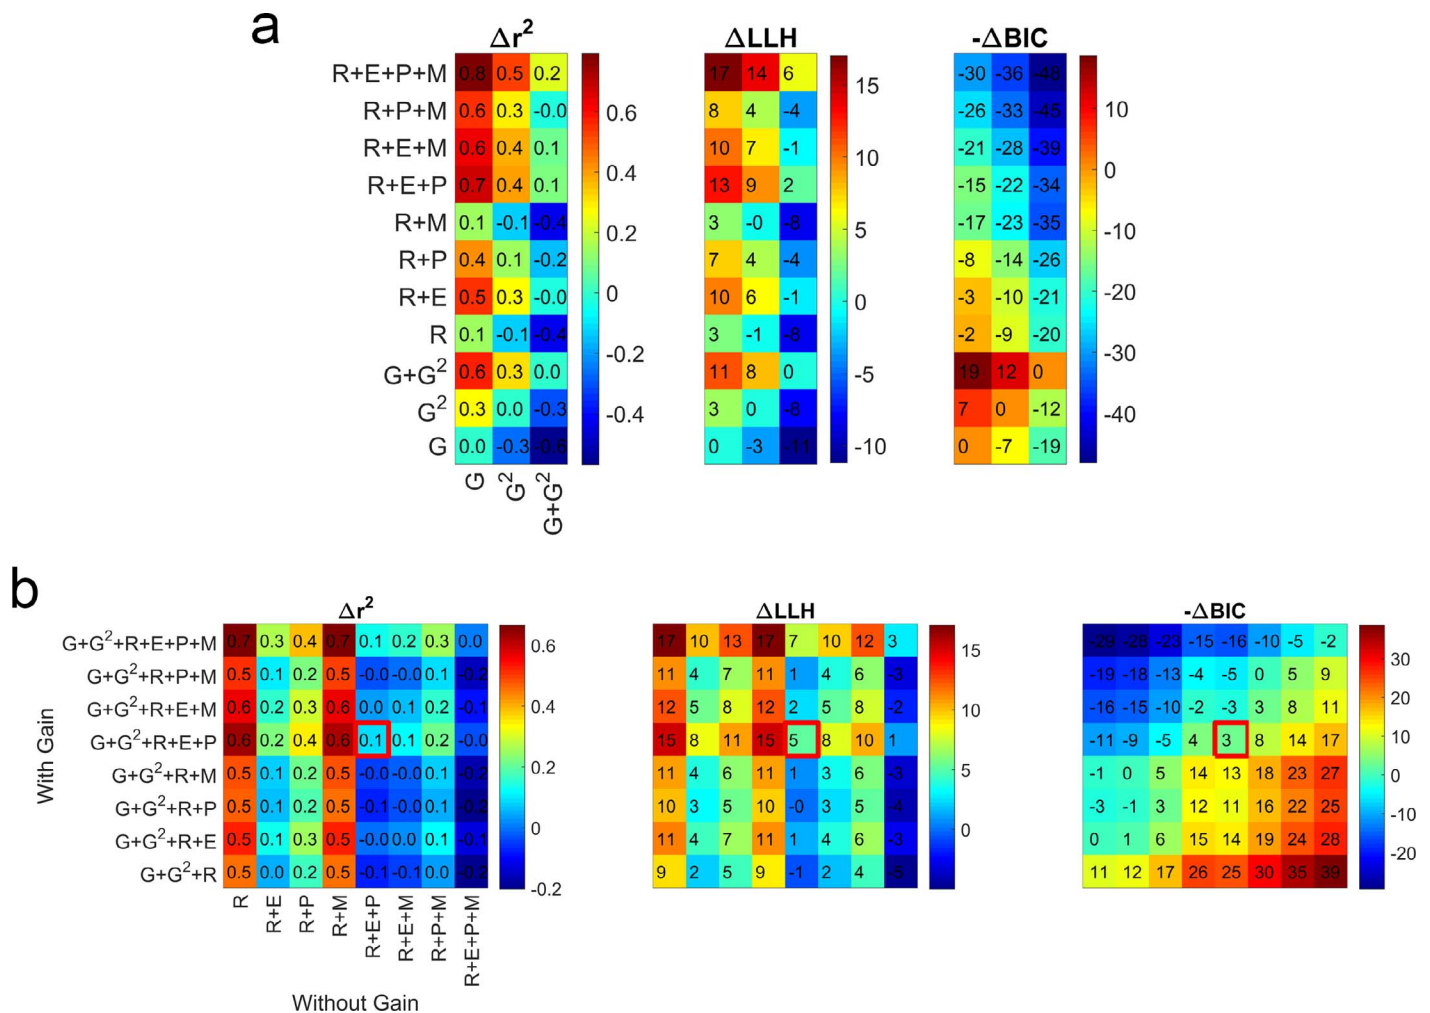 a
Δr²
ΔLLH
-ΔBIC
R+E+P+M 0.8 0.5 0.2 17 14 6 -30 -36 -48
R+P+M 0.6 0.3 -0.0 8 4 -4 -26 -33 -45
R+E+M 0.6 0.4 0.1 10 7 -1 -21 -28 -39
R+E+P 0.7 0.4 0.1 13 9 2 -15 -22 -34
R+M 0.1 -0.1 -0.4 3 -0 -8 -17 -23 -35
R+P 0.4 0.1 -0.2 7 4 -4 -8 -14 -26
R+E 0.5 0.3 -0.0 10 6 -1 -3 -10 -21
R 0.1 -0.1 -0.4 3 -1 -8 -2 -9 -20
G+G² 0.6 0.3 0.0 11 8 0 19 12 0
G² 0.3 0.0 -0.3 3 0 -8 7 0 -12
G 0.0 -0.3 -0.6 0 -3 -11 0 -7 -19
G G² G+G²
0.6
0.4
0.2
0
-0.2
-0.4
15
10
5
0
-5
-10
10
0
-10
-20
-30
-40
b
Δr²
ΔLLH
-ΔBIC
With Gain
G+G²+R+E+P+M 0.7 0.3 0.4 0.7 0.1 0.2 0.3 0.0 17 10 13 17 7 10 12 3 -29 -28 -23 -15 -16 -10 -5 -2
G+G²+R+P+M 0.5 0.1 0.2 0.5 -0.0 -0.0 0.1 -0.2 11 4 7 11 1 4 6 -3 -19 -18 -13 -4 -5 0 5 9
G+G²+R+E+M 0.6 0.2 0.3 0.6 0.0 0.1 0.2 -0.1 12 5 8 12 2 5 8 -2 -16 -15 -10 -2 -3 3 8 11
G+G²+R+E+P 0.6 0.2 0.4 0.6 0.1 0.1 0.2 -0.0 15 8 11 15 5 8 10 1 -11 -9 -5 4 3 8 14 17
G+G²+R+M 0.5 0.1 0.2 0.5 -0.0 -0.0 0.1 -0.2 11 4 6 11 1 3 6 -3 -1 0 5 14 13 18 23 27
G+G²+R+P 0.5 0.1 0.2 0.5 -0.1 0.0 0.1 -0.2 10 3 5 10 -0 3 5 -4 -3 -1 3 12 11 16 22 25
G+G²+R+E 0.5 0.1 0.3 0.5 -0.0 0.0 0.1 -0.1 11 4 7 11 1 4 6 -3 0 1 6 15 14 19 24 28
G+G²+R 0.5 0.0 0.2 0.5 -0.1 -0.1 0.0 -0.2 9 2 5 9 -1 2 4 -5 11 12 17 26 25 30 35 39
R R+E R+P R+M R+E+P R+E+M R+P+M R+E+P+M
Without Gain
0.6
0.4
0.2
0
-0.2
15
10
5
0
30
20
10
0
-10
-20